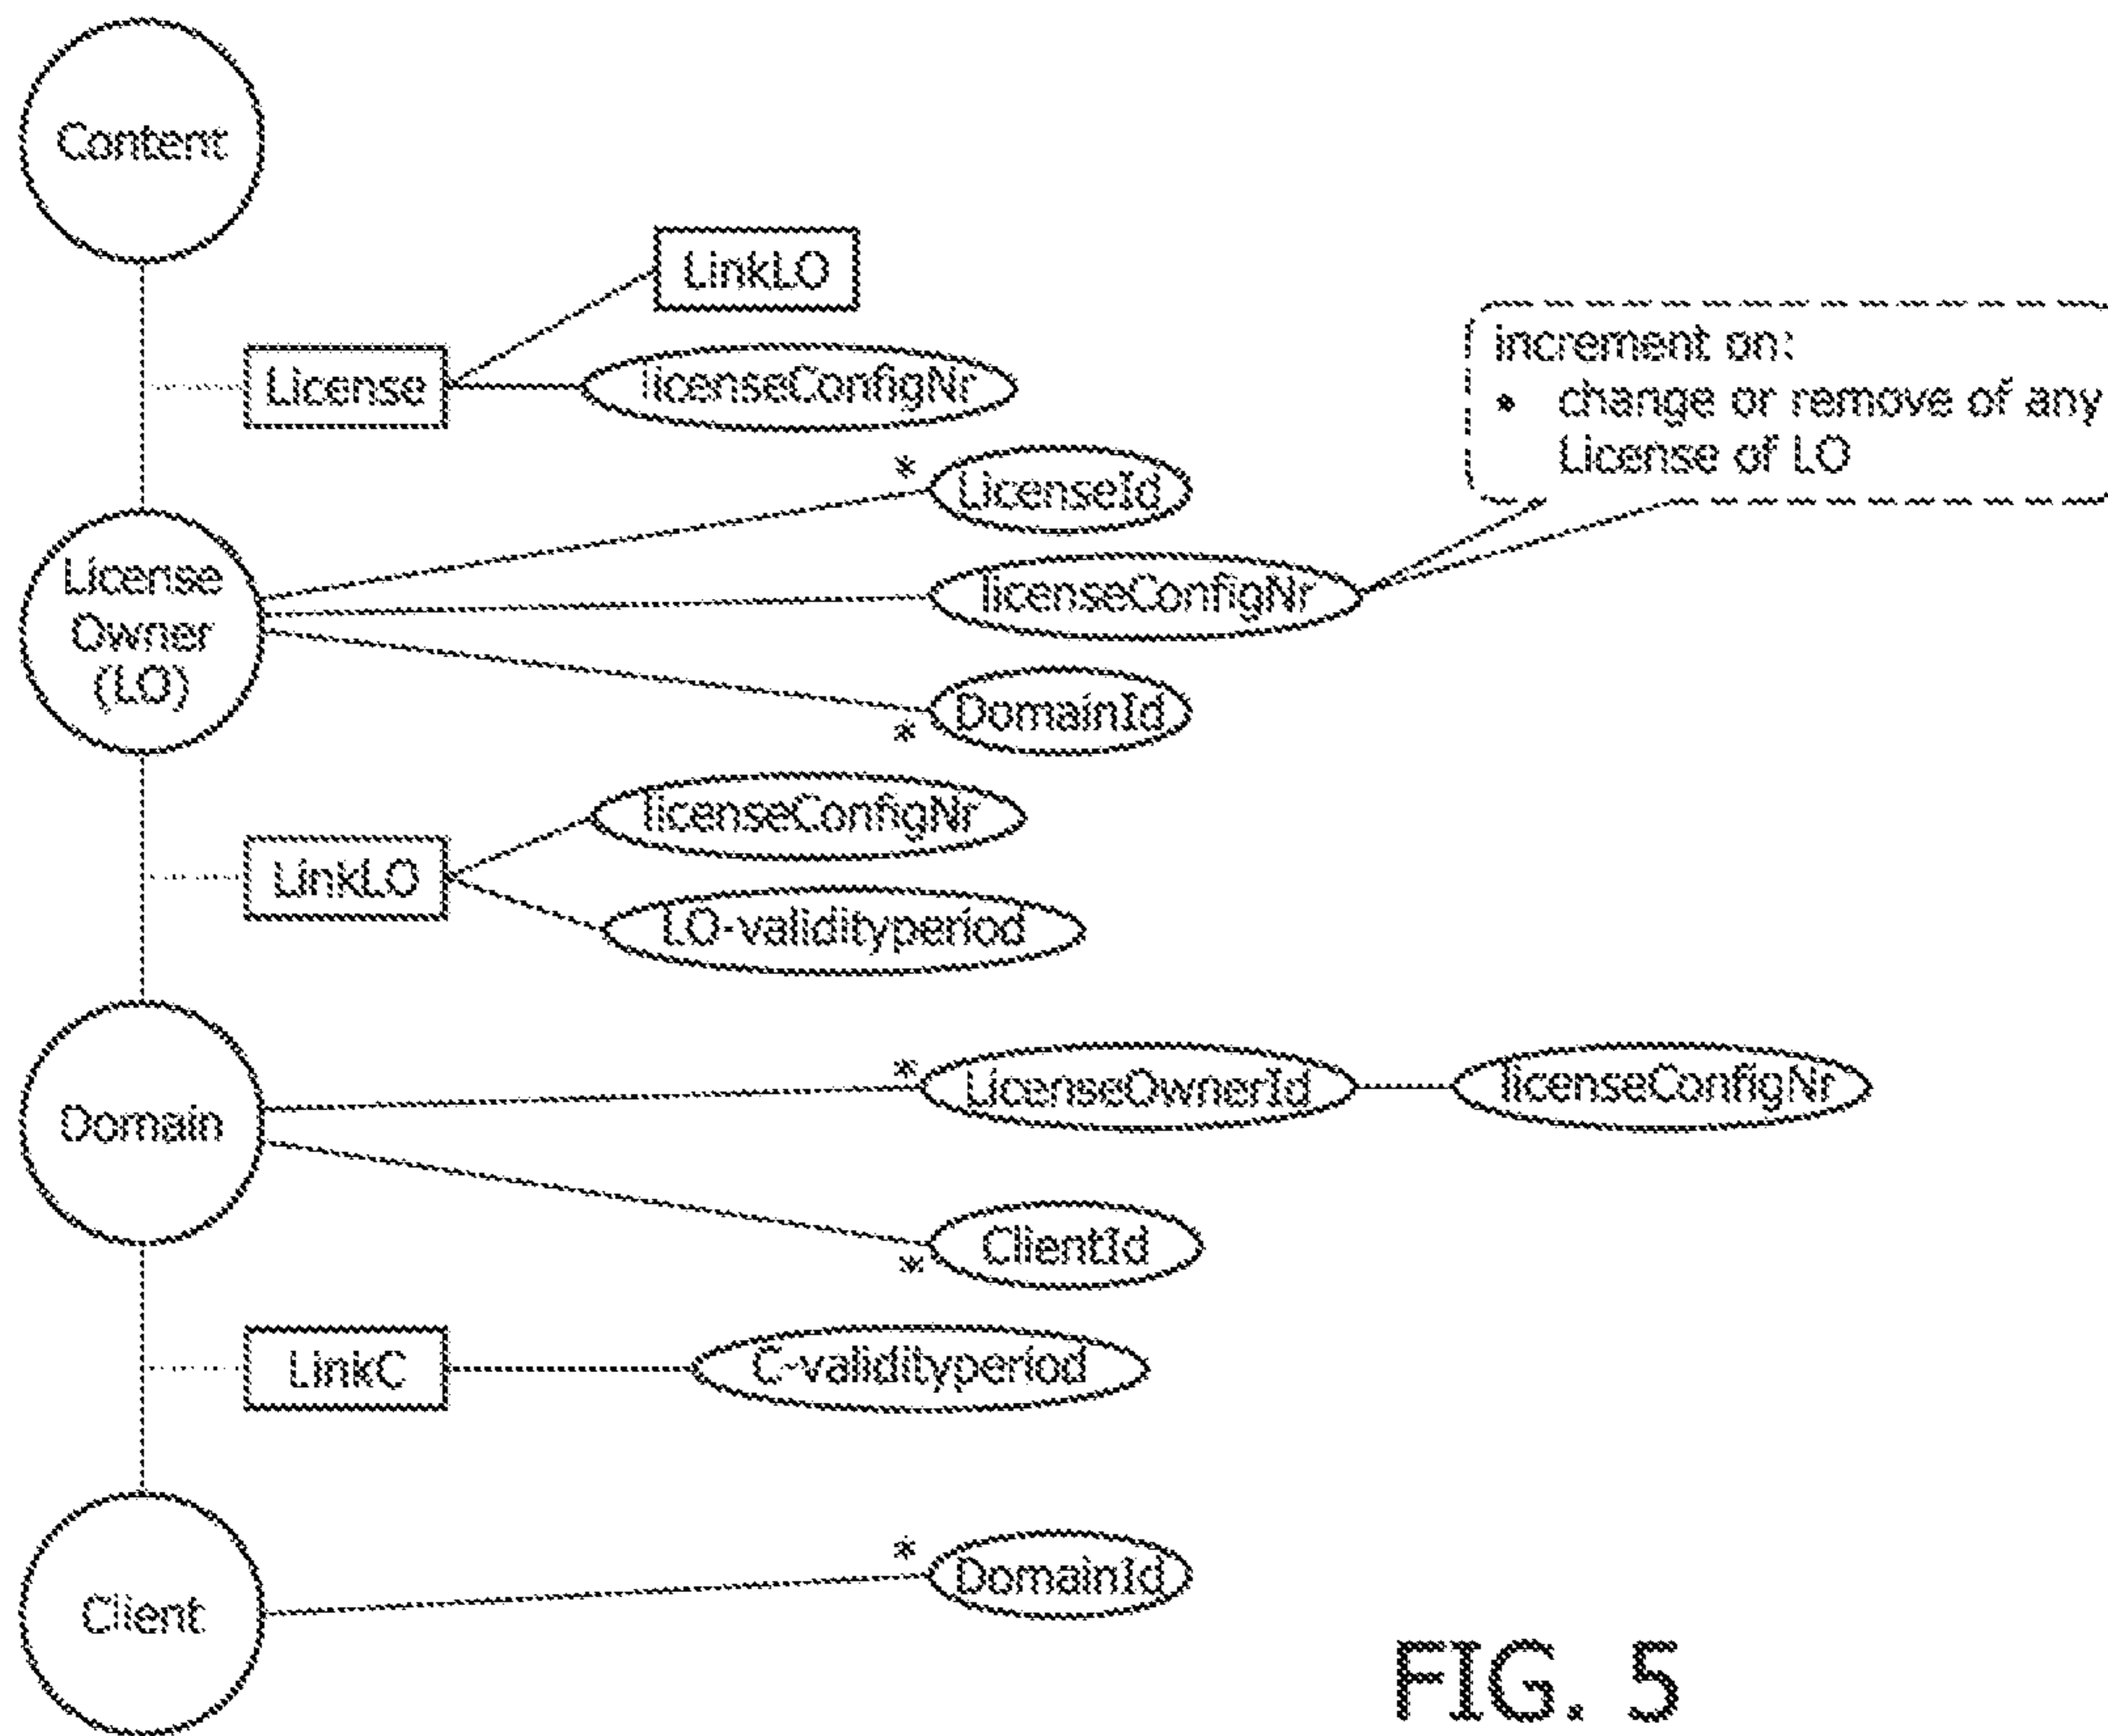 Content
LinkLO
License
licenseConfigNr
increment on:
• change or remove of any
License of LO
* LicenseId
License
Owner
(LO)
licenseConfigNr
* DomainId
licenseConfigNr
LinkLO
LO-validityperiod
Domain
* LicenseOwnerId
licenseConfigNr
* ClientId
LinkC
C-validityperiod
Client
* DomainId
FIG. 5